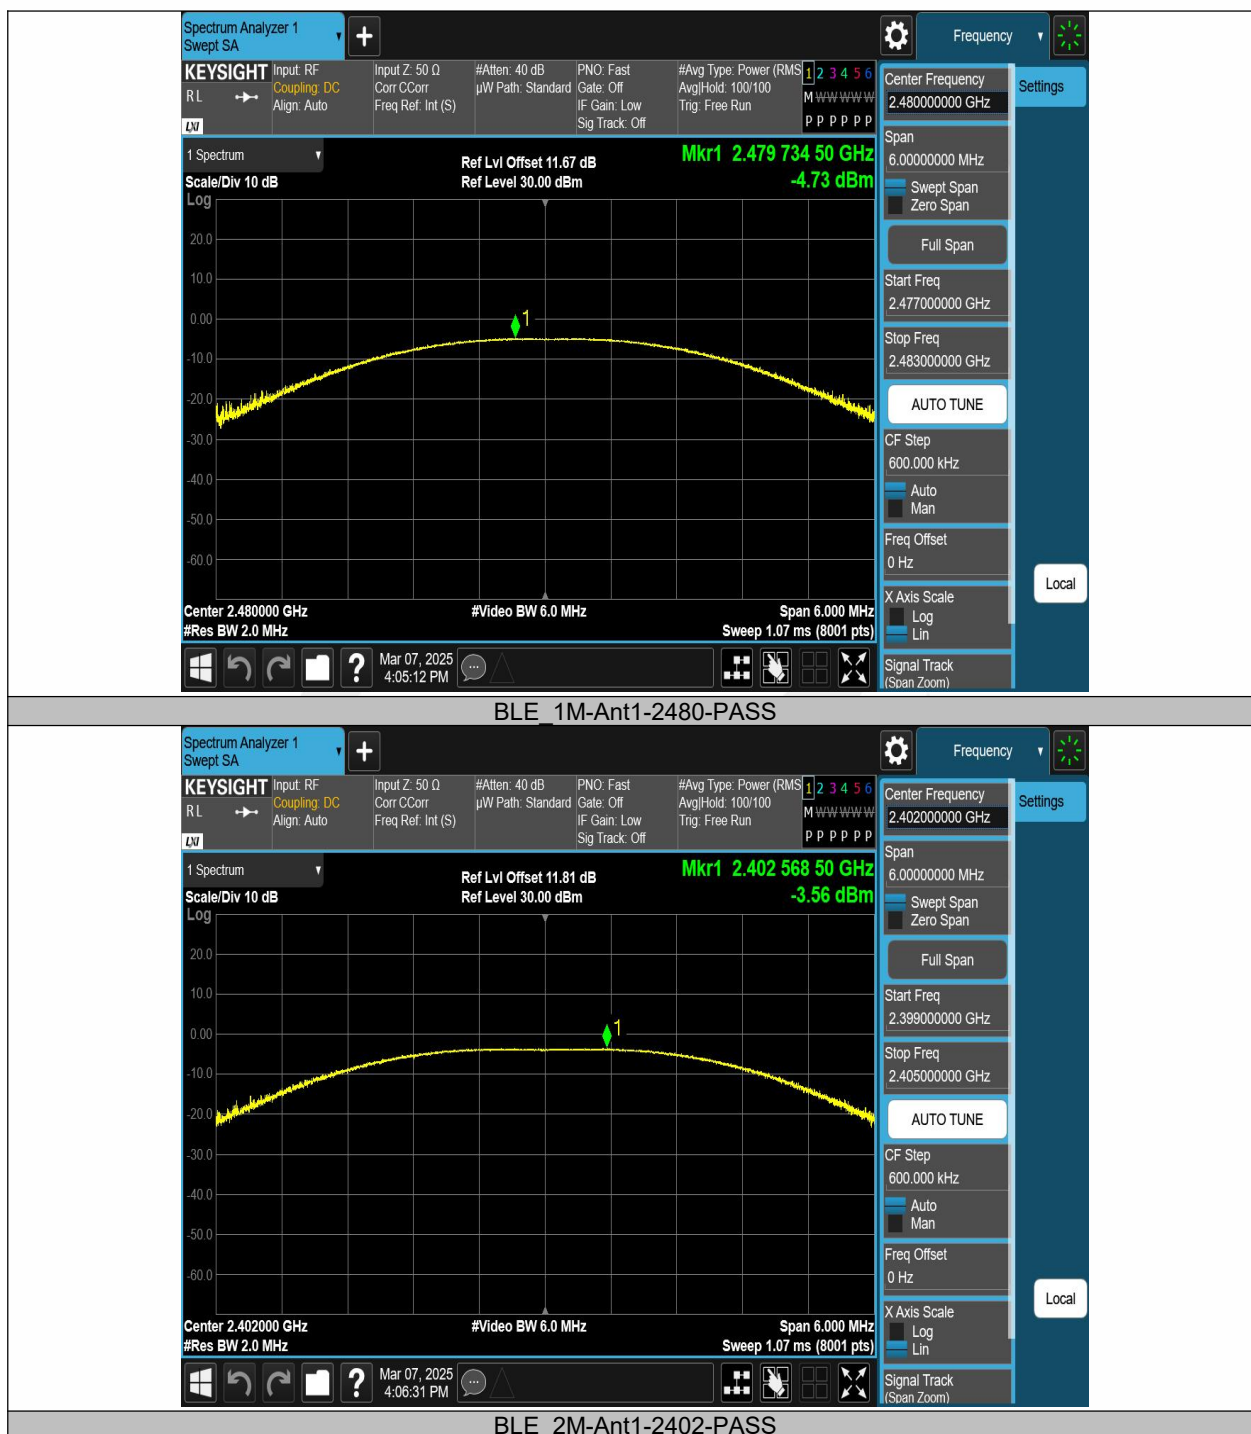 Spectrum Analyzer 1
Swept SA
+
Frequency
KEYSIGHT
RL
LXI
Input: RF
Coupling: DC
Align: Auto
Input Z: 50 Ω
Corr CCorr
Freq Ref: Int (S)
#Atten: 40 dB
µW Path: Standard
PNO: Fast
Gate: Off
IF Gain: Low
Sig Track: Off
#Avg Type: Power (RMS
Avg|Hold: 100/100
Trig: Free Run
1 2 3 4 5 6
M W W W W W
P P P P P P
Center Frequency
2.480000000 GHz
Settings
Span
6.00000000 MHz
Swept Span
Zero Span
Full Span
Start Freq
2.477000000 GHz
Stop Freq
2.483000000 GHz
AUTO TUNE
CF Step
600.000 kHz
Auto
Man
Freq Offset
0 Hz
X Axis Scale
Log
Lin
Signal Track
(Span Zoom)
Local
1 Spectrum
Scale/Div 10 dB
Log
Ref Lvl Offset 11.67 dB
Ref Level 30.00 dBm
Mkr1 2.479 734 50 GHz
-4.73 dBm
20.0
10.0
0.00
-10.0
-20.0
-30.0
-40.0
-50.0
-60.0
1
Center 2.480000 GHz
#Res BW 2.0 MHz
#Video BW 6.0 MHz
Span 6.000 MHz
Sweep 1.07 ms (8001 pts)
?
Mar 07, 2025
4:05:12 PM
BLE_1M-Ant1-2480-PASS
Spectrum Analyzer 1
Swept SA
+
Frequency
KEYSIGHT
RL
LXI
Input: RF
Coupling: DC
Align: Auto
Input Z: 50 Ω
Corr CCorr
Freq Ref: Int (S)
#Atten: 40 dB
µW Path: Standard
PNO: Fast
Gate: Off
IF Gain: Low
Sig Track: Off
#Avg Type: Power (RMS
Avg|Hold: 100/100
Trig: Free Run
1 2 3 4 5 6
M W W W W W
P P P P P P
Center Frequency
2.402000000 GHz
Settings
Span
6.00000000 MHz
Swept Span
Zero Span
Full Span
Start Freq
2.399000000 GHz
Stop Freq
2.405000000 GHz
AUTO TUNE
CF Step
600.000 kHz
Auto
Man
Freq Offset
0 Hz
X Axis Scale
Log
Lin
Signal Track
(Span Zoom)
Local
1 Spectrum
Scale/Div 10 dB
Log
Ref Lvl Offset 11.81 dB
Ref Level 30.00 dBm
Mkr1 2.402 568 50 GHz
-3.56 dBm
20.0
10.0
0.00
-10.0
-20.0
-30.0
-40.0
-50.0
-60.0
1
Center 2.402000 GHz
#Res BW 2.0 MHz
#Video BW 6.0 MHz
Span 6.000 MHz
Sweep 1.07 ms (8001 pts)
?
Mar 07, 2025
4:06:31 PM
BLE_2M-Ant1-2402-PASS